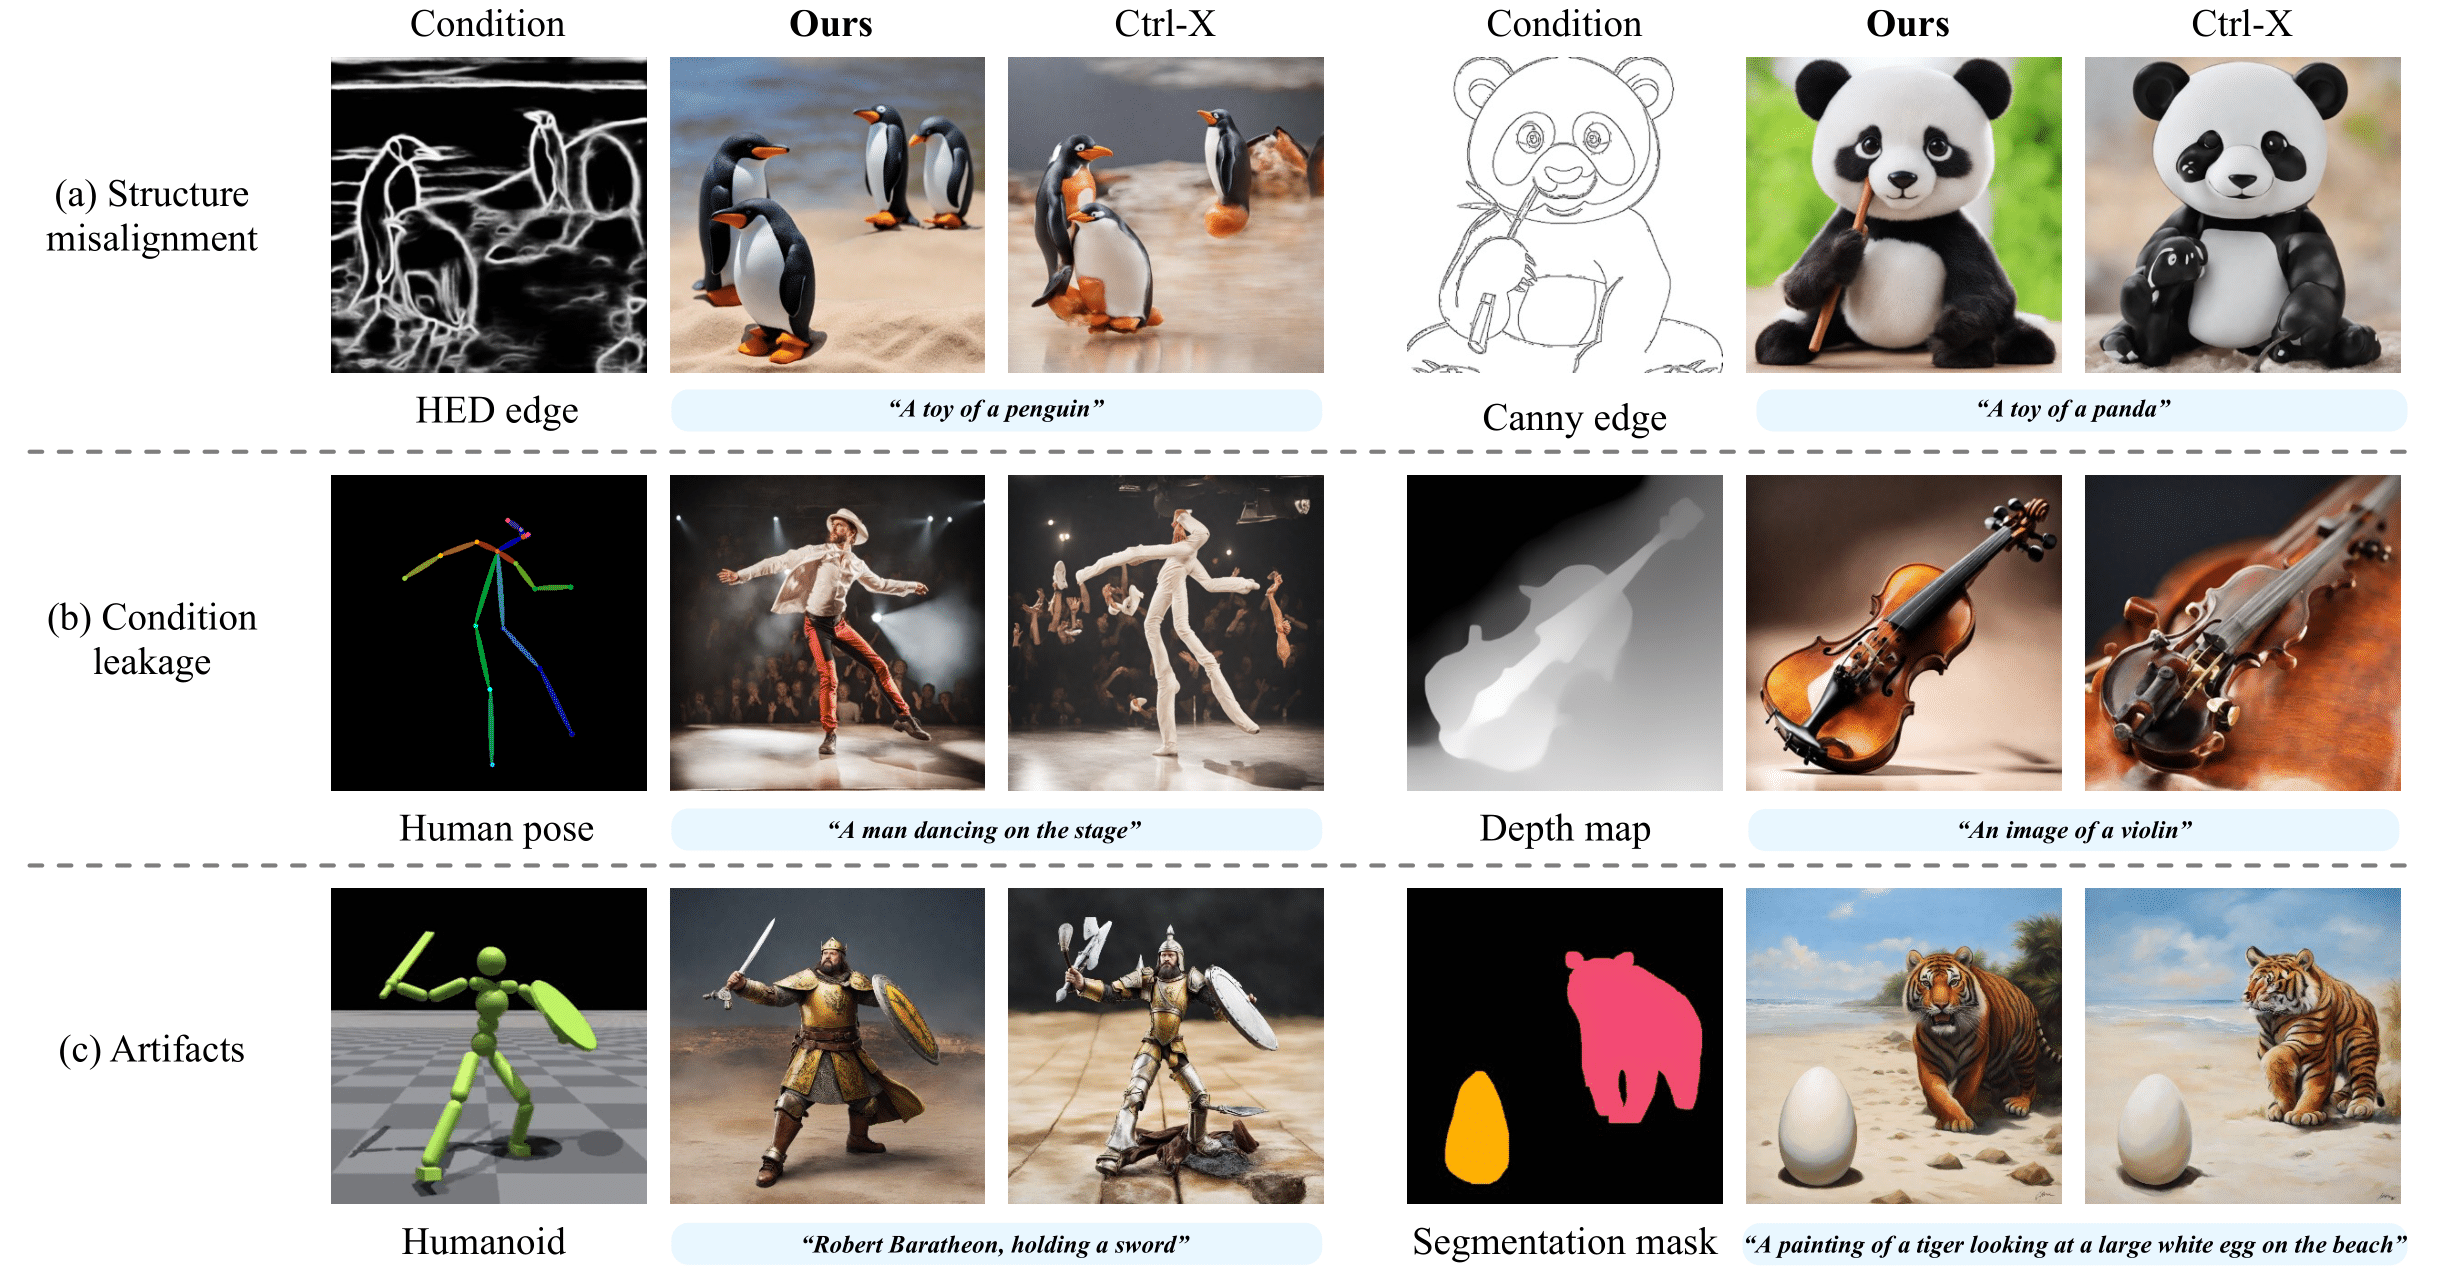 Condition Ours Ctrl-X Condition Ours Ctrl-X
(a) Structure
misalignment
HED edge "A toy of a penguin" Canny edge "A toy of a panda"
(b) Condition
leakage
Human pose "A man dancing on the stage" Depth map "An image of a violin"
(c) Artifacts
Humanoid "Robert Baratheon, holding a sword" Segmentation mask "A painting of a tiger looking at a large white egg on the beach"